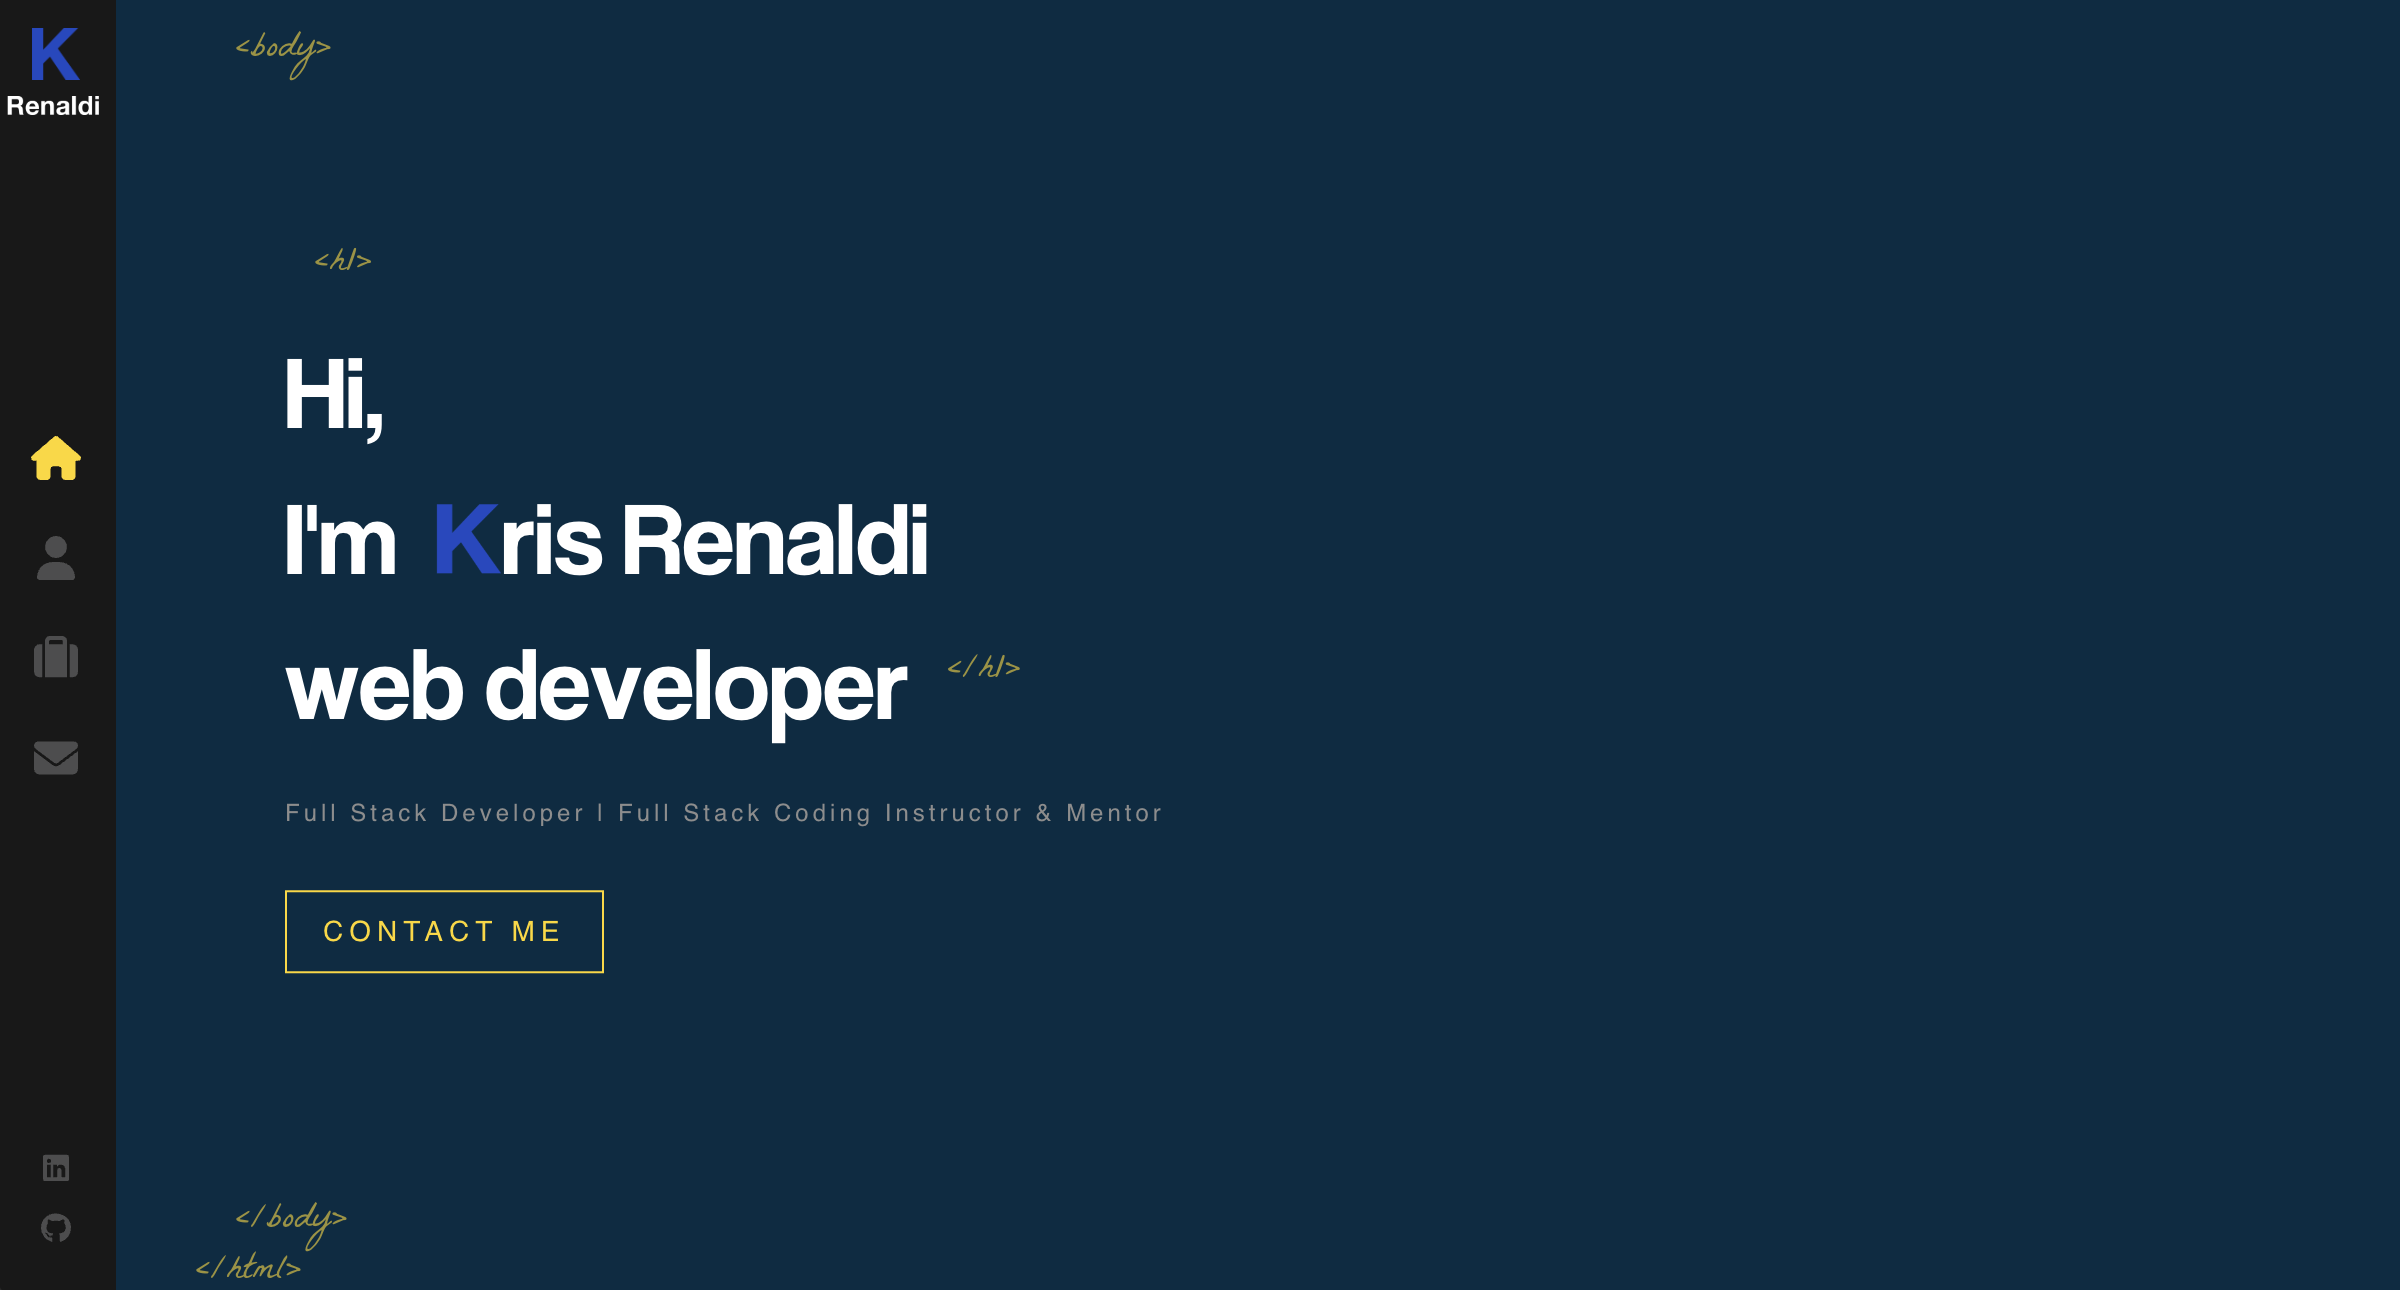 K
Renaldi
<body>
<h1>
Hi,
I'm Kris Renaldi
web developer
</h1>
Full Stack Developer | Full Stack Coding Instructor & Mentor
CONTACT ME
in
</body>
</html>